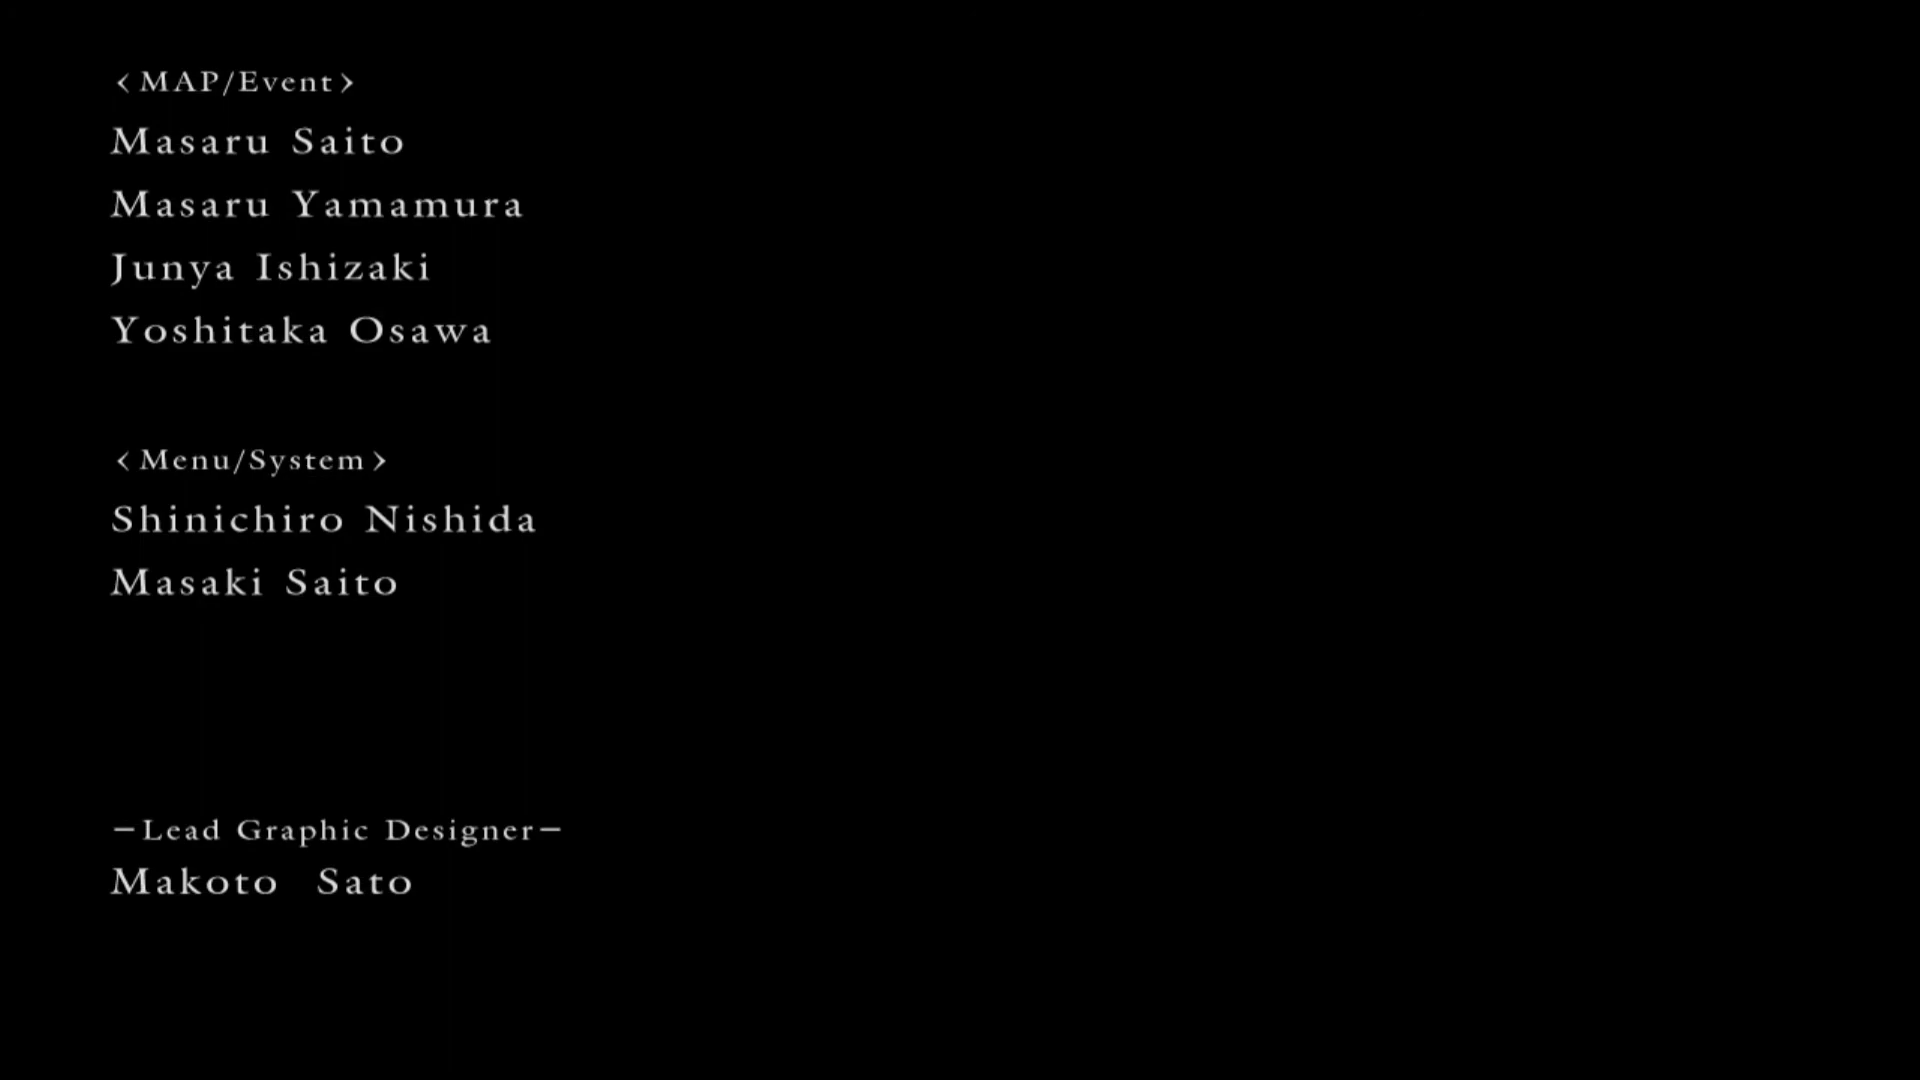 <MAP/Event>
Masaru Saito
Masaru Yamamura
Junya Ishizaki
Yoshitaka Osawa
<Menu/System>
Shinichiro Nishida
Masaki Saito
—Lead Graphic Designer—
Makoto Sato